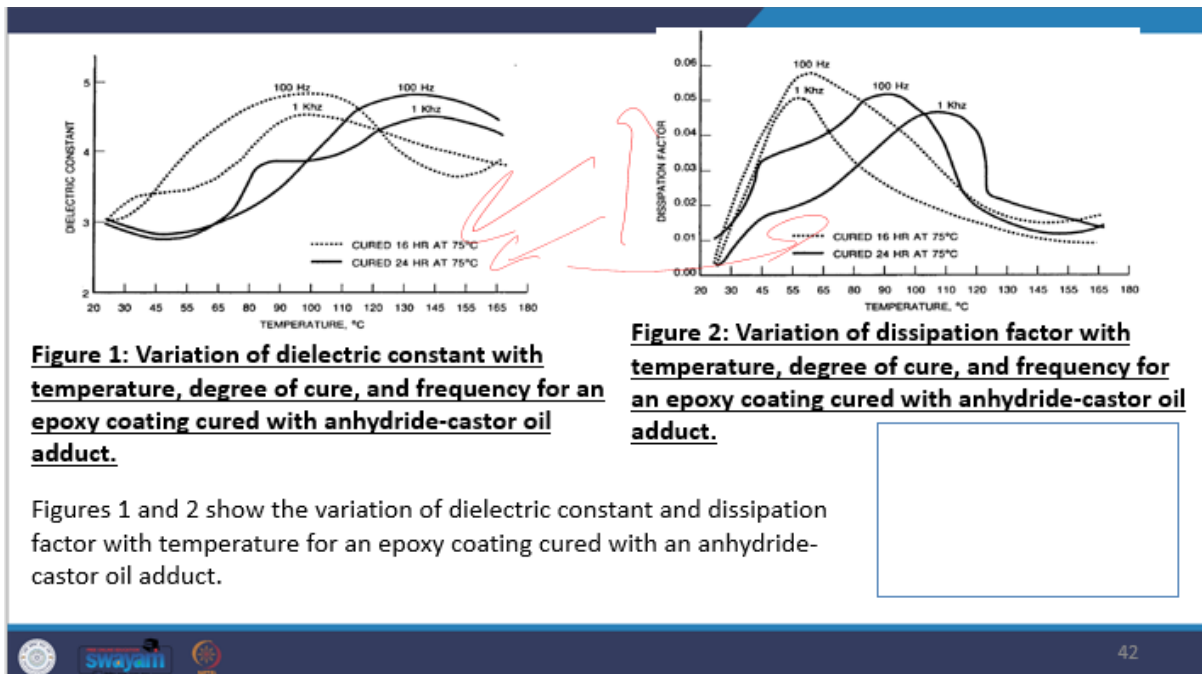 5
4
3
2
DIELECTRIC CONSTANT
100 Hz
1 Khz
100 Hz
1 Khz
CURED 16 HR AT 75°C
CURED 24 HR AT 75°C
20 30 45 55 65 80 90 100 110 120 130 145 155 165 180
TEMPERATURE, °C
Figure 1: Variation of dielectric constant with
temperature, degree of cure, and frequency for an
epoxy coating cured with anhydride-castor oil
adduct.
0.06
0.05
0.04
0.03
0.02
0.01
0.00
DISSIPATION FACTOR
100 Hz
1 Khz
100 Hz
1 Khz
CURED 16 HR AT 75°C
CURED 24 HR AT 75°C
20 30 45 55 65 80 90 100 110 120 130 145 155 165 180
TEMPERATURE, °C
Figure 2: Variation of dissipation factor with
temperature, degree of cure, and frequency for
an epoxy coating cured with anhydride-castor oil
adduct.
Figures 1 and 2 show the variation of dielectric constant and dissipation
factor with temperature for an epoxy coating cured with an anhydride-
castor oil adduct.
swayam
42